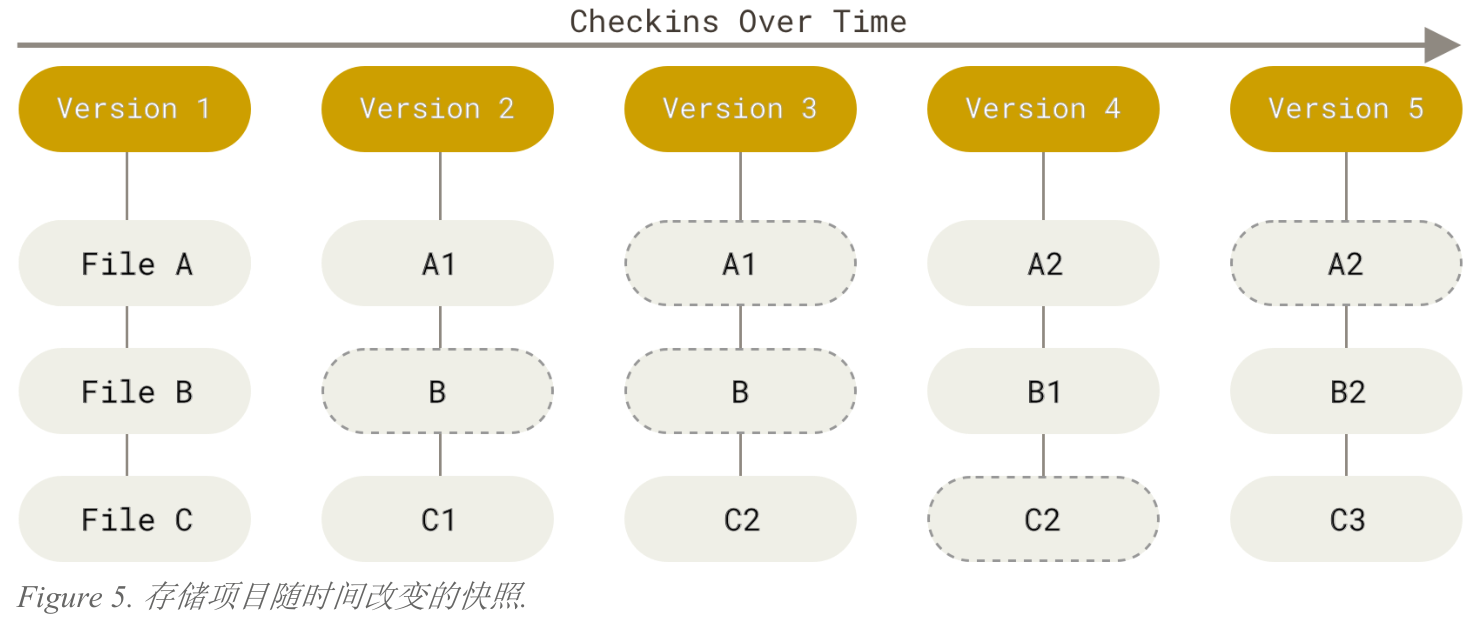 Checkins Over Time
Version 1 Version 2 Version 3 Version 4 Version 5
File A A1 A1 A2 A2
File B B B B1 B2
File C C1 C2 C2 C3
Figure 5. 存储项目随时间改变的快照.